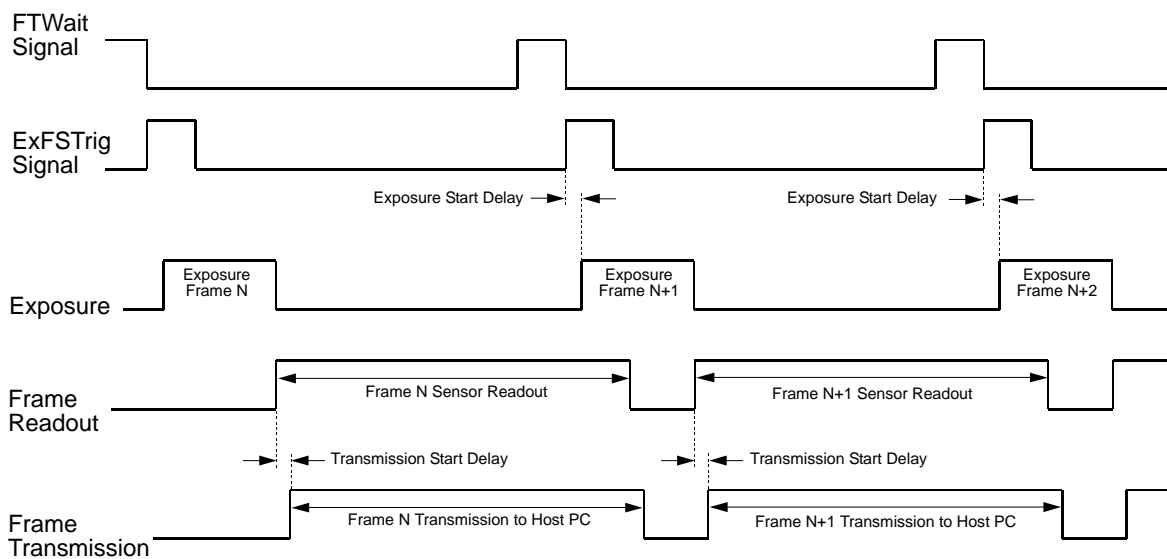 FTWait
Signal
ExFSTrig
Signal
Exposure Start Delay
Exposure Start Delay
Exposure
Exposure
Frame N
Exposure
Frame N+1
Exposure
Frame N+2
Frame
Readout
Frame N Sensor Readout
Frame N+1 Sensor Readout
Transmission Start Delay
Transmission Start Delay
Frame
Transmission
Frame N Transmission to Host PC
Frame N+1 Transmission to Host PC